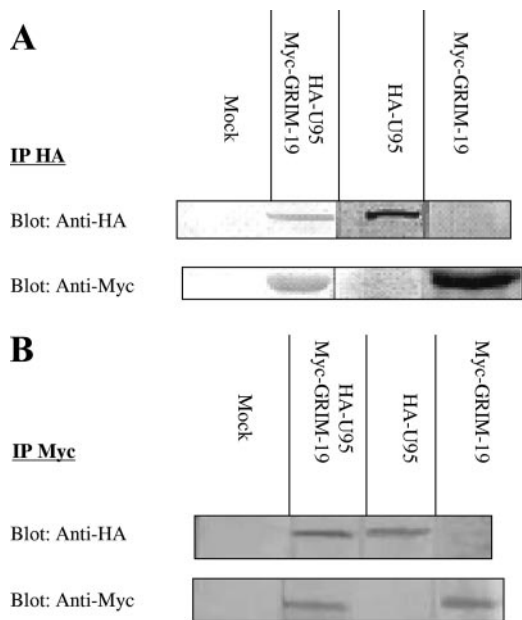 A
Mock
HA-U95
Myc-GRIM-19
HA-U95
Myc-GRIM-19
IP HA
Blot: Anti-HA
Blot: Anti-Myc
B
Mock
HA-U95
Myc-GRIM-19
HA-U95
Myc-GRIM-19
IP Myc
Blot: Anti-HA
Blot: Anti-Myc